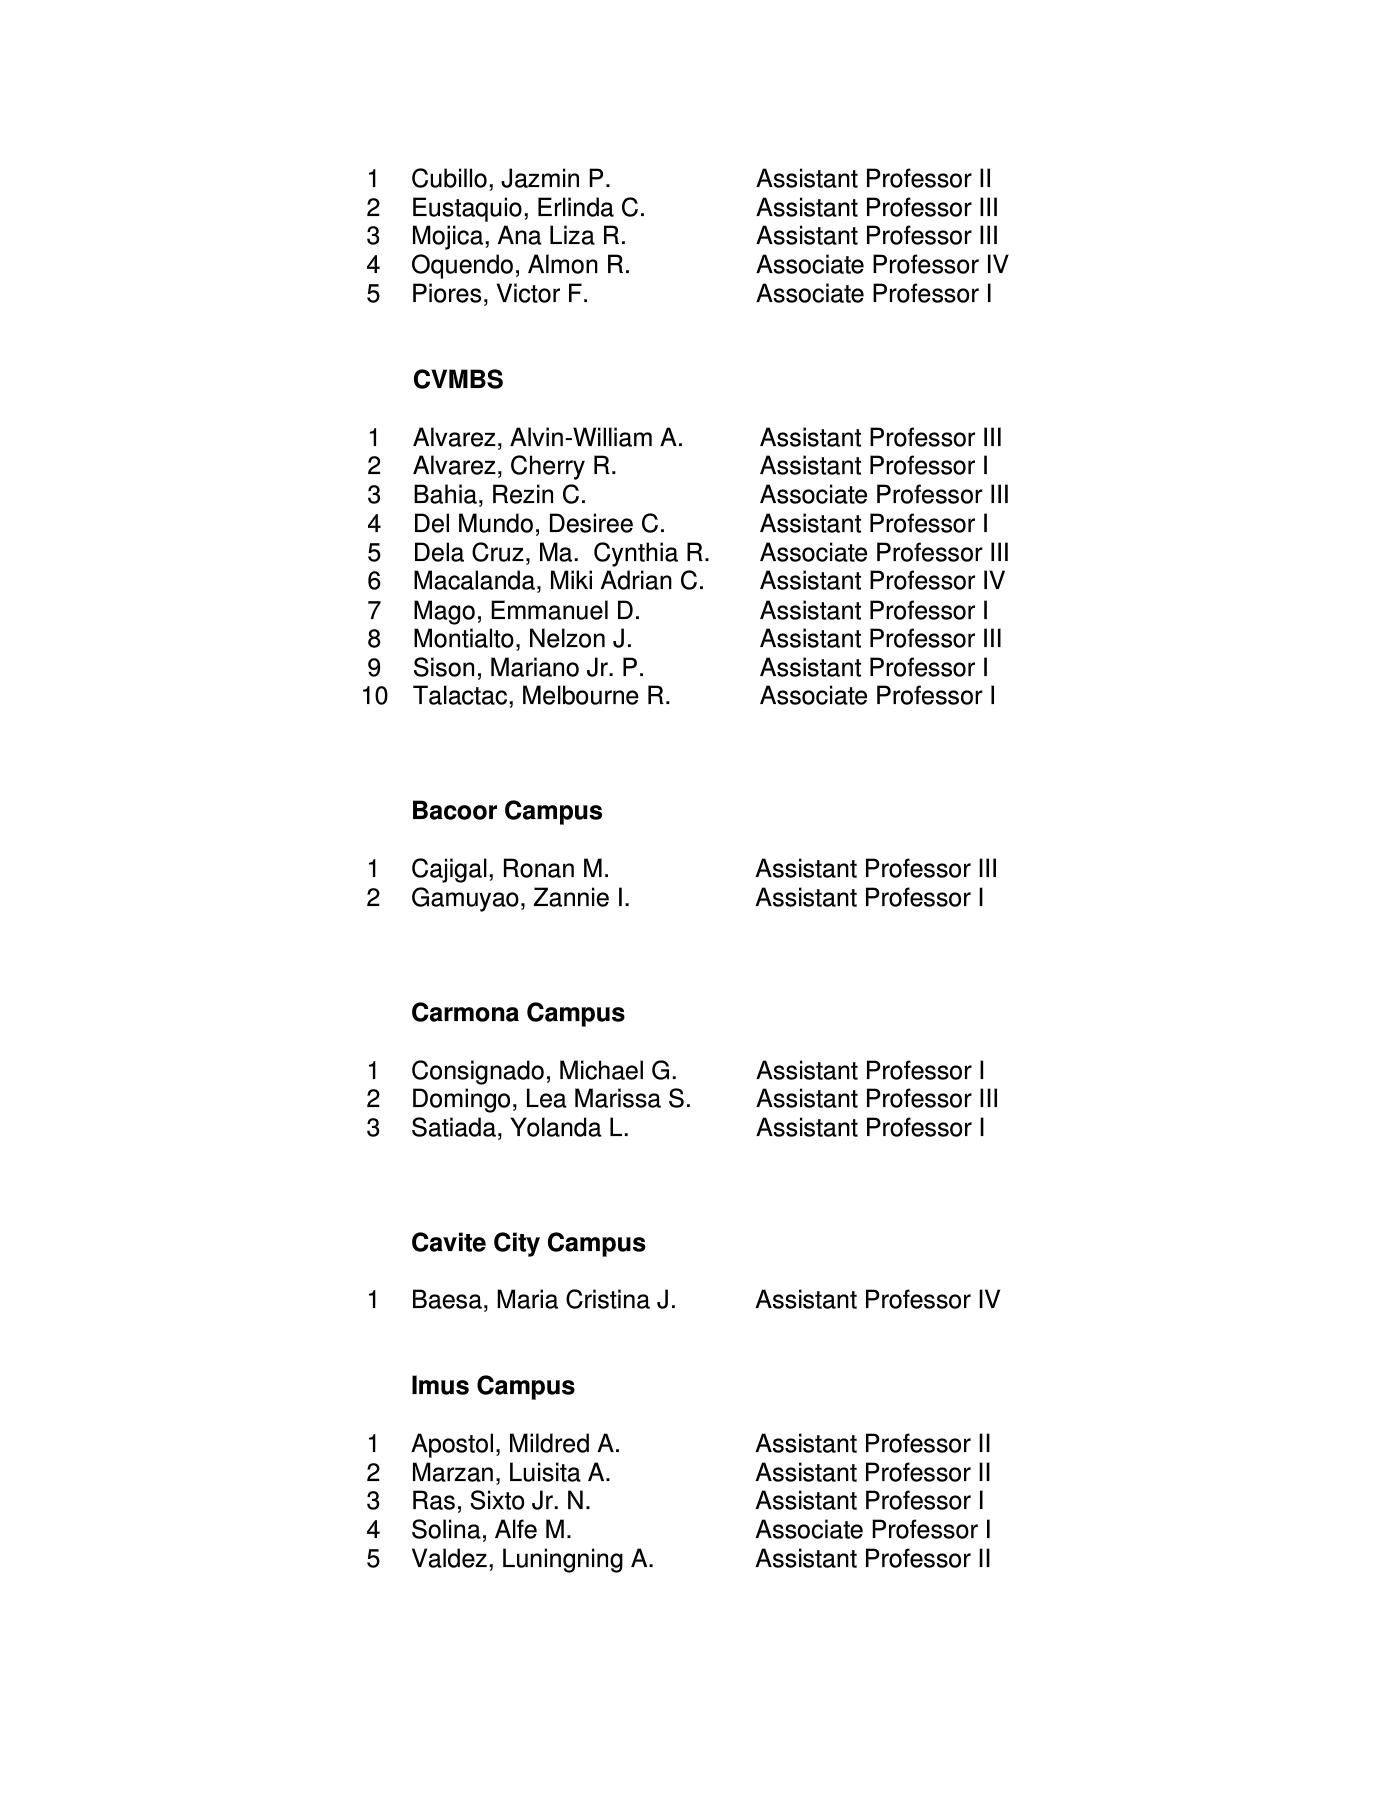 1 Cubillo, Jazmin P. Assistant Professor II
2 Eustaquio, Erlinda C. Assistant Professor III
3 Mojica, Ana Liza R. Assistant Professor III
4 Oquendo, Almon R. Associate Professor IV
5 Piores, Victor F. Associate Professor I
CVMBS
1 Alvarez, Alvin-William A. Assistant Professor III
2 Alvarez, Cherry R. Assistant Professor I
3 Bahia, Rezin C. Associate Professor III
4 Del Mundo, Desiree C. Assistant Professor I
5 Dela Cruz, Ma.  Cynthia R. Associate Professor III
6 Macalanda, Miki Adrian C. Assistant Professor IV
7 Mago, Emmanuel D. Assistant Professor I
8 Montialto, Nelzon J. Assistant Professor III
9 Sison, Mariano Jr. P. Assistant Professor I
10 Talactac, Melbourne R. Associate Professor I
Bacoor Campus
1 Cajigal, Ronan M. Assistant Professor III
2 Gamuyao, Zannie I. Assistant Professor I
Carmona Campus
1 Consignado, Michael G. Assistant Professor I
2 Domingo, Lea Marissa S. Assistant Professor III
3 Satiada, Yolanda L. Assistant Professor I
Cavite City Campus
1 Baesa, Maria Cristina J. Assistant Professor IV
Imus Campus
1 Apostol, Mildred A. Assistant Professor II
2 Marzan, Luisita A. Assistant Professor II
3 Ras, Sixto Jr. N. Assistant Professor I
4 Solina, Alfe M. Associate Professor I
5 Valdez, Luningning A. Assistant Professor II